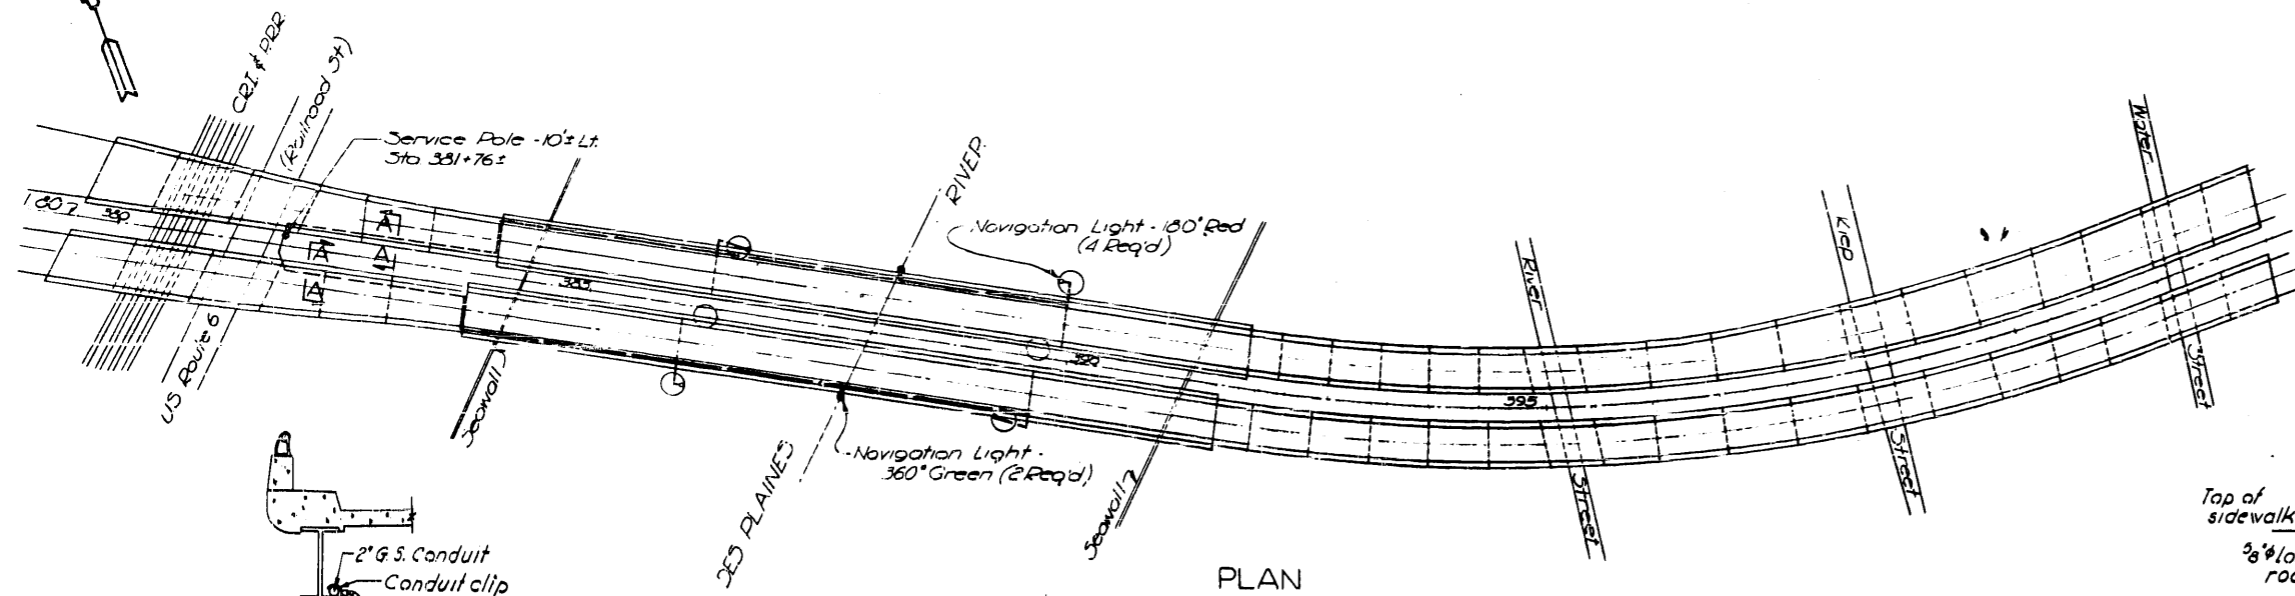 C.R.I. & P.R.R.
(Railroad St)
Service Pole - 10'± Lt.
Sta. 381+76±
I 80
380
A
A
A
A
US Route 6
385
Seawall
RIVER
Navigation Light - 180° Red
(4 Req'd)
390
DES PLAINES
Navigation Light -
360° Green (2 Req'd)
Seawall
River
Street
395
Kiep
Street
Water
Street
2" G.S. Conduit
Conduit clip
PLAN
Top of
sidewalk